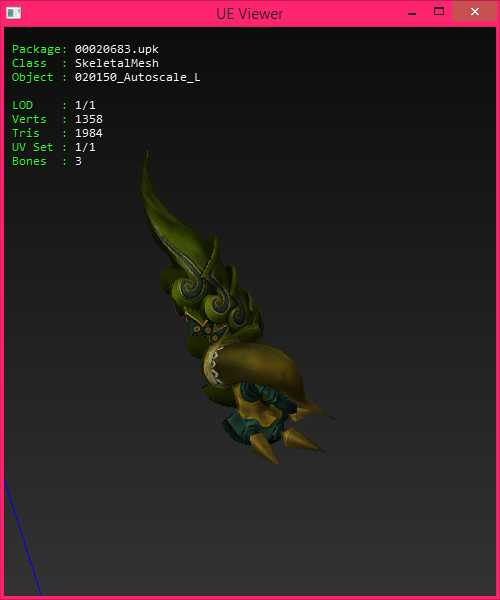 UE Viewer
Package: 00020683.upk
Class : SkeletalMesh
Object : 020150_Autoscale_L
LOD : 1/1
Verts : 1358
Tris : 1984
UV Set : 1/1
Bones : 3